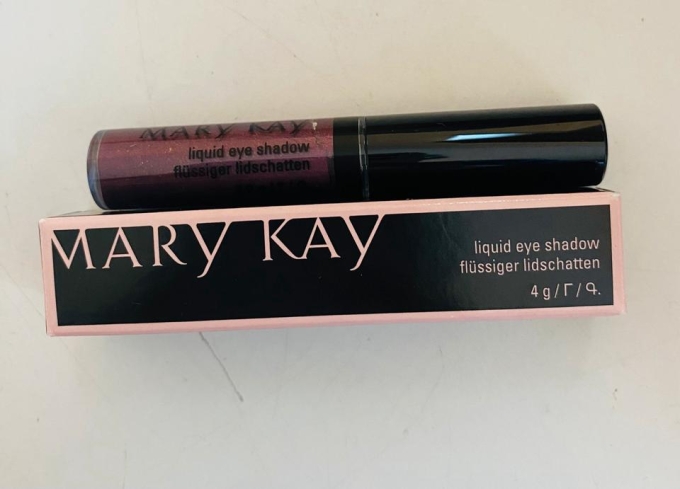 MARY KAY
liquid eye shadow
flüssiger lidschatten
MARY KAY
liquid eye shadow
flüssiger lidschatten
4 g / Г / Գ.